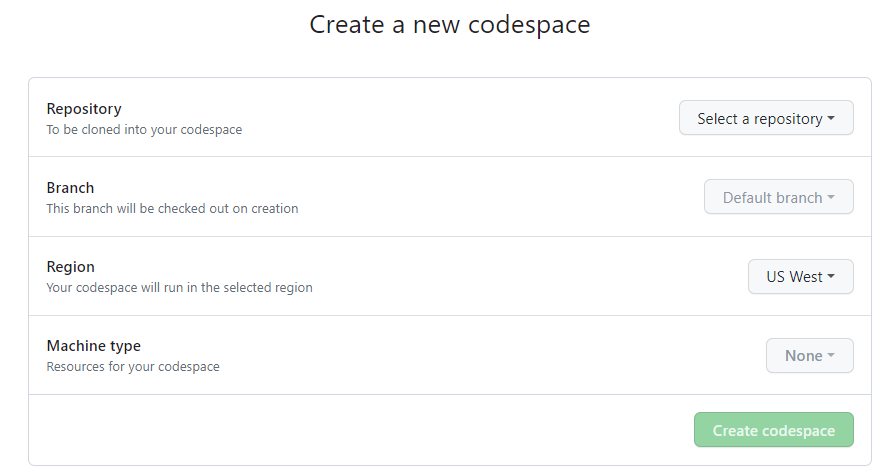 Create a new codespace
Repository
To be cloned into your codespace
Select a repository
Branch
This branch will be checked out on creation
Default branch
Region
Your codespace will run in the selected region
US West
Machine type
Resources for your codespace
None
Create codespace